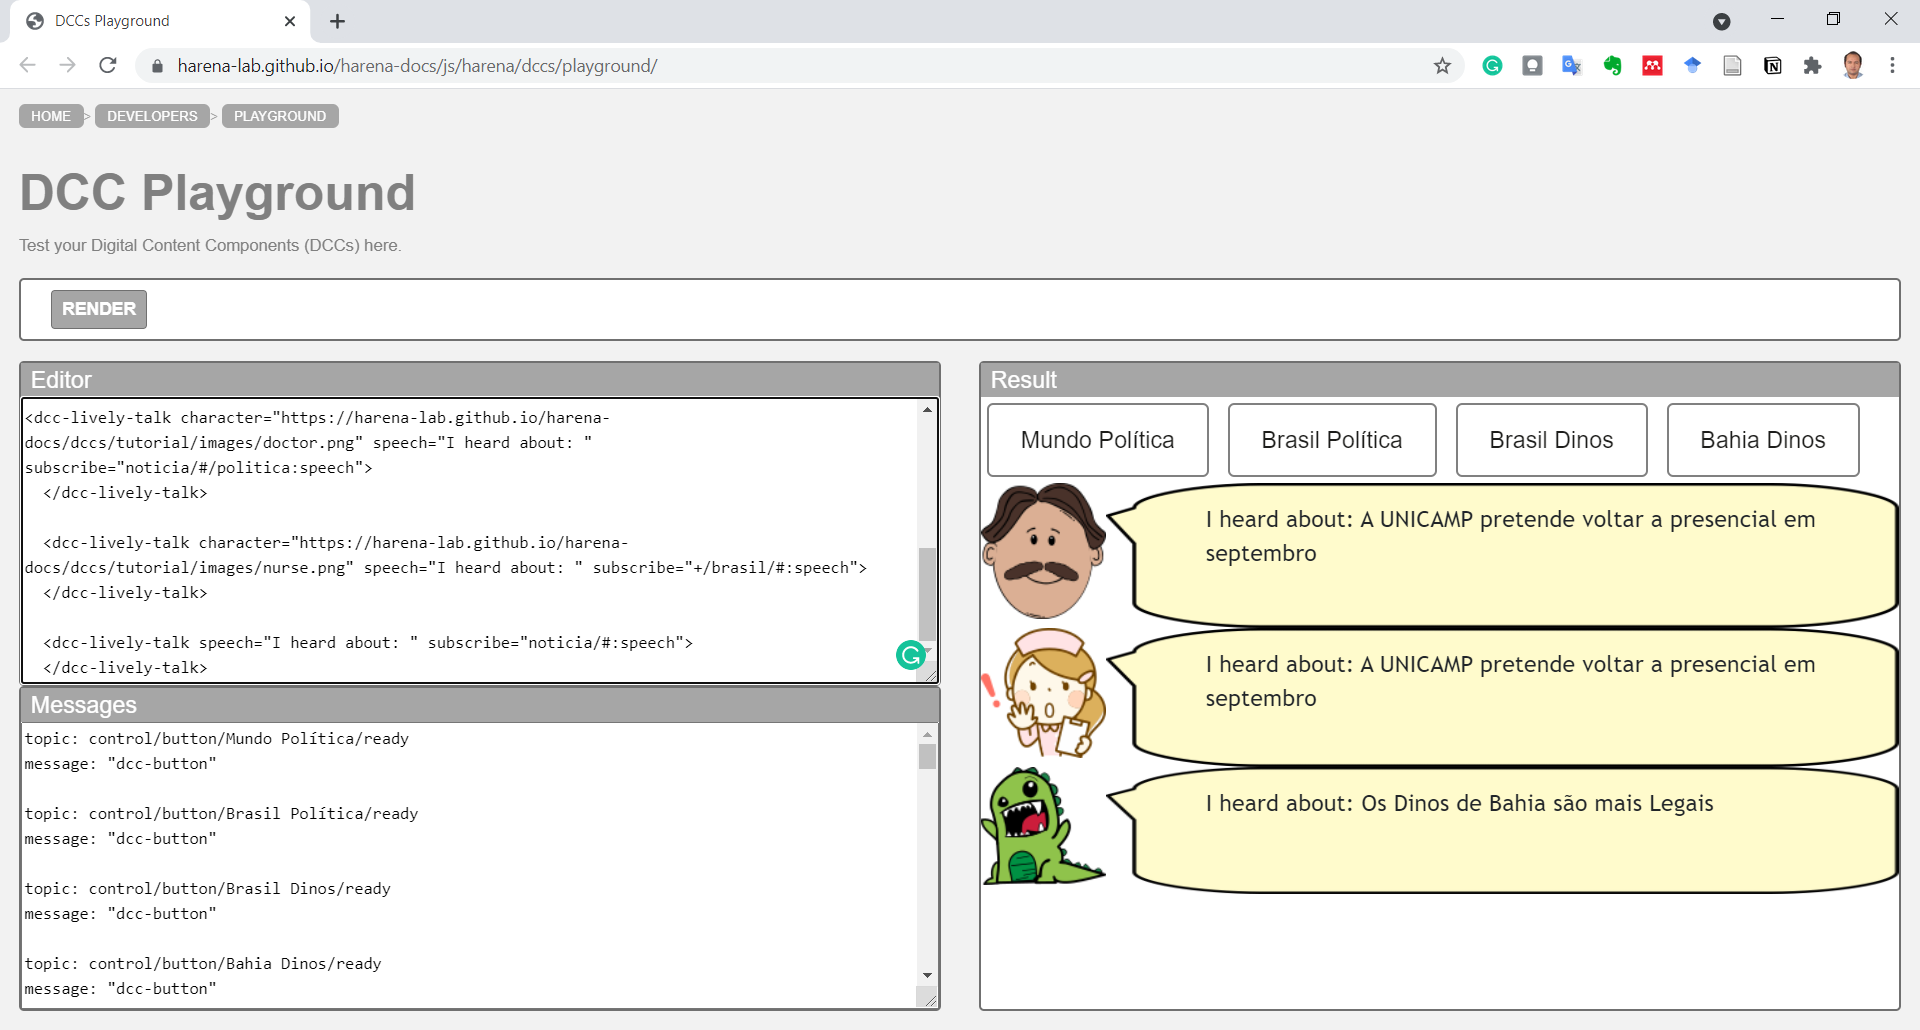 DCCs Playground
harena-lab.github.io/harena-docs/js/harena/dccs/playground/
HOME > DEVELOPERS > PLAYGROUND
DCC Playground
Test your Digital Content Components (DCCs) here.
RENDER
Editor
<dcc-lively-talk character="https://harena-lab.github.io/harena-
docs/dccs/tutorial/images/doctor.png" speech="I heard about: "
subscribe="noticia/#/politica:speech">
</dcc-lively-talk>
<dcc-lively-talk character="https://harena-lab.github.io/harena-
docs/dccs/tutorial/images/nurse.png" speech="I heard about: " subscribe="+/brasil/#:speech">
</dcc-lively-talk>
<dcc-lively-talk speech="I heard about: " subscribe="noticia/#:speech">
</dcc-lively-talk>
Messages
topic: control/button/Mundo Política/ready
message: "dcc-button"
topic: control/button/Brasil Política/ready
message: "dcc-button"
topic: control/button/Brasil Dinos/ready
message: "dcc-button"
topic: control/button/Bahia Dinos/ready
message: "dcc-button"
Result
Mundo Política Brasil Política Brasil Dinos Bahia Dinos
I heard about: A UNICAMP pretende voltar a presencial em
septembro
I heard about: A UNICAMP pretende voltar a presencial em
septembro
I heard about: Os Dinos de Bahia são mais Legais